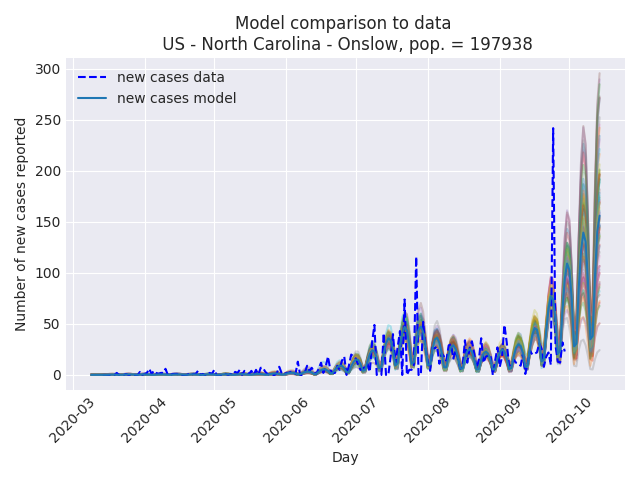 Model comparison to data
US - North Carolina - Onslow, pop. = 197938
new cases data
new cases model
Number of new cases reported
300
250
200
150
100
50
0
2020-03
2020-04
2020-05
2020-06
2020-07
2020-08
2020-09
2020-10
Day